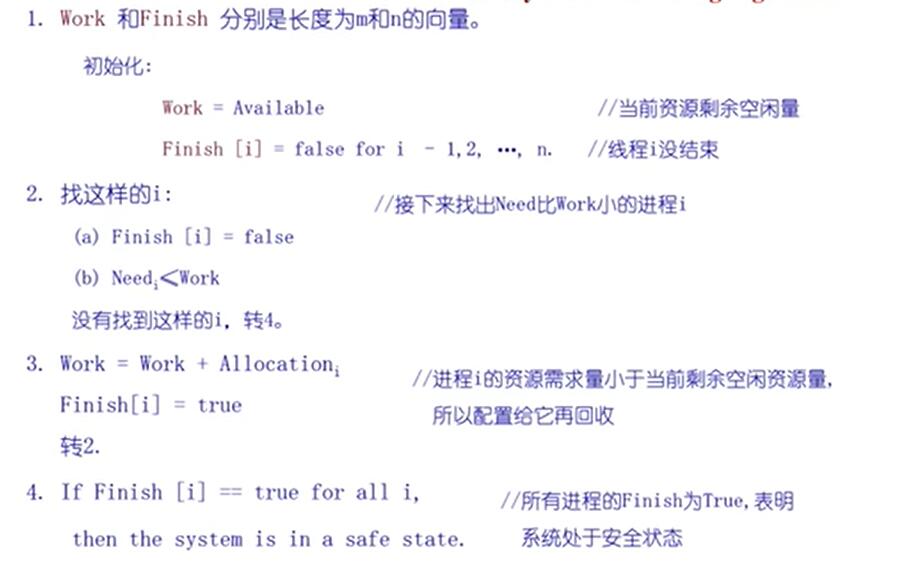 1. Work 和Finish 分别是长度为m和n的向量。
初始化:
Work = Available //当前资源剩余空闲量
Finish [i] = false for i - 1,2, …, n. //线程i没结束
2. 找这样的i: //接下来找出Need比Work小的进程i
(a) Finish [i] = false
(b) Needi≤Work
没有找到这样的i，转4。
3. Work = Work + Allocationi //进程i的资源需求量小于当前剩余空闲资源量,
Finish[i] = true 所以配置给它再回收
转2.
4. If Finish [i] == true for all i, //所有进程的Finish为True,表明
then the system is in a safe state. 系统处于安全状态